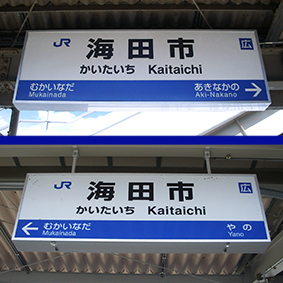 JR 海田市 広
かいたいち Kaitaichi
むかいなだ あきなかの
Mukainada Aki-Nakano →
JR 海田市 広
かいたいち Kaitaichi
← むかいなだ やの
Mukainada Yano